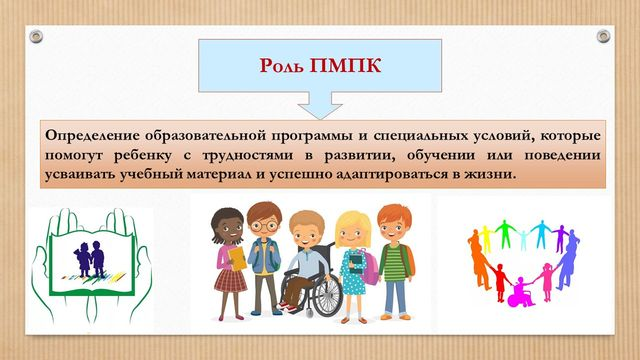 Роль ПМПК
Определение образовательной программы и специальных условий, которые
помогут ребенку с трудностями в развитии, обучении или поведении
усваивать учебный материал и успешно адаптироваться в жизни.